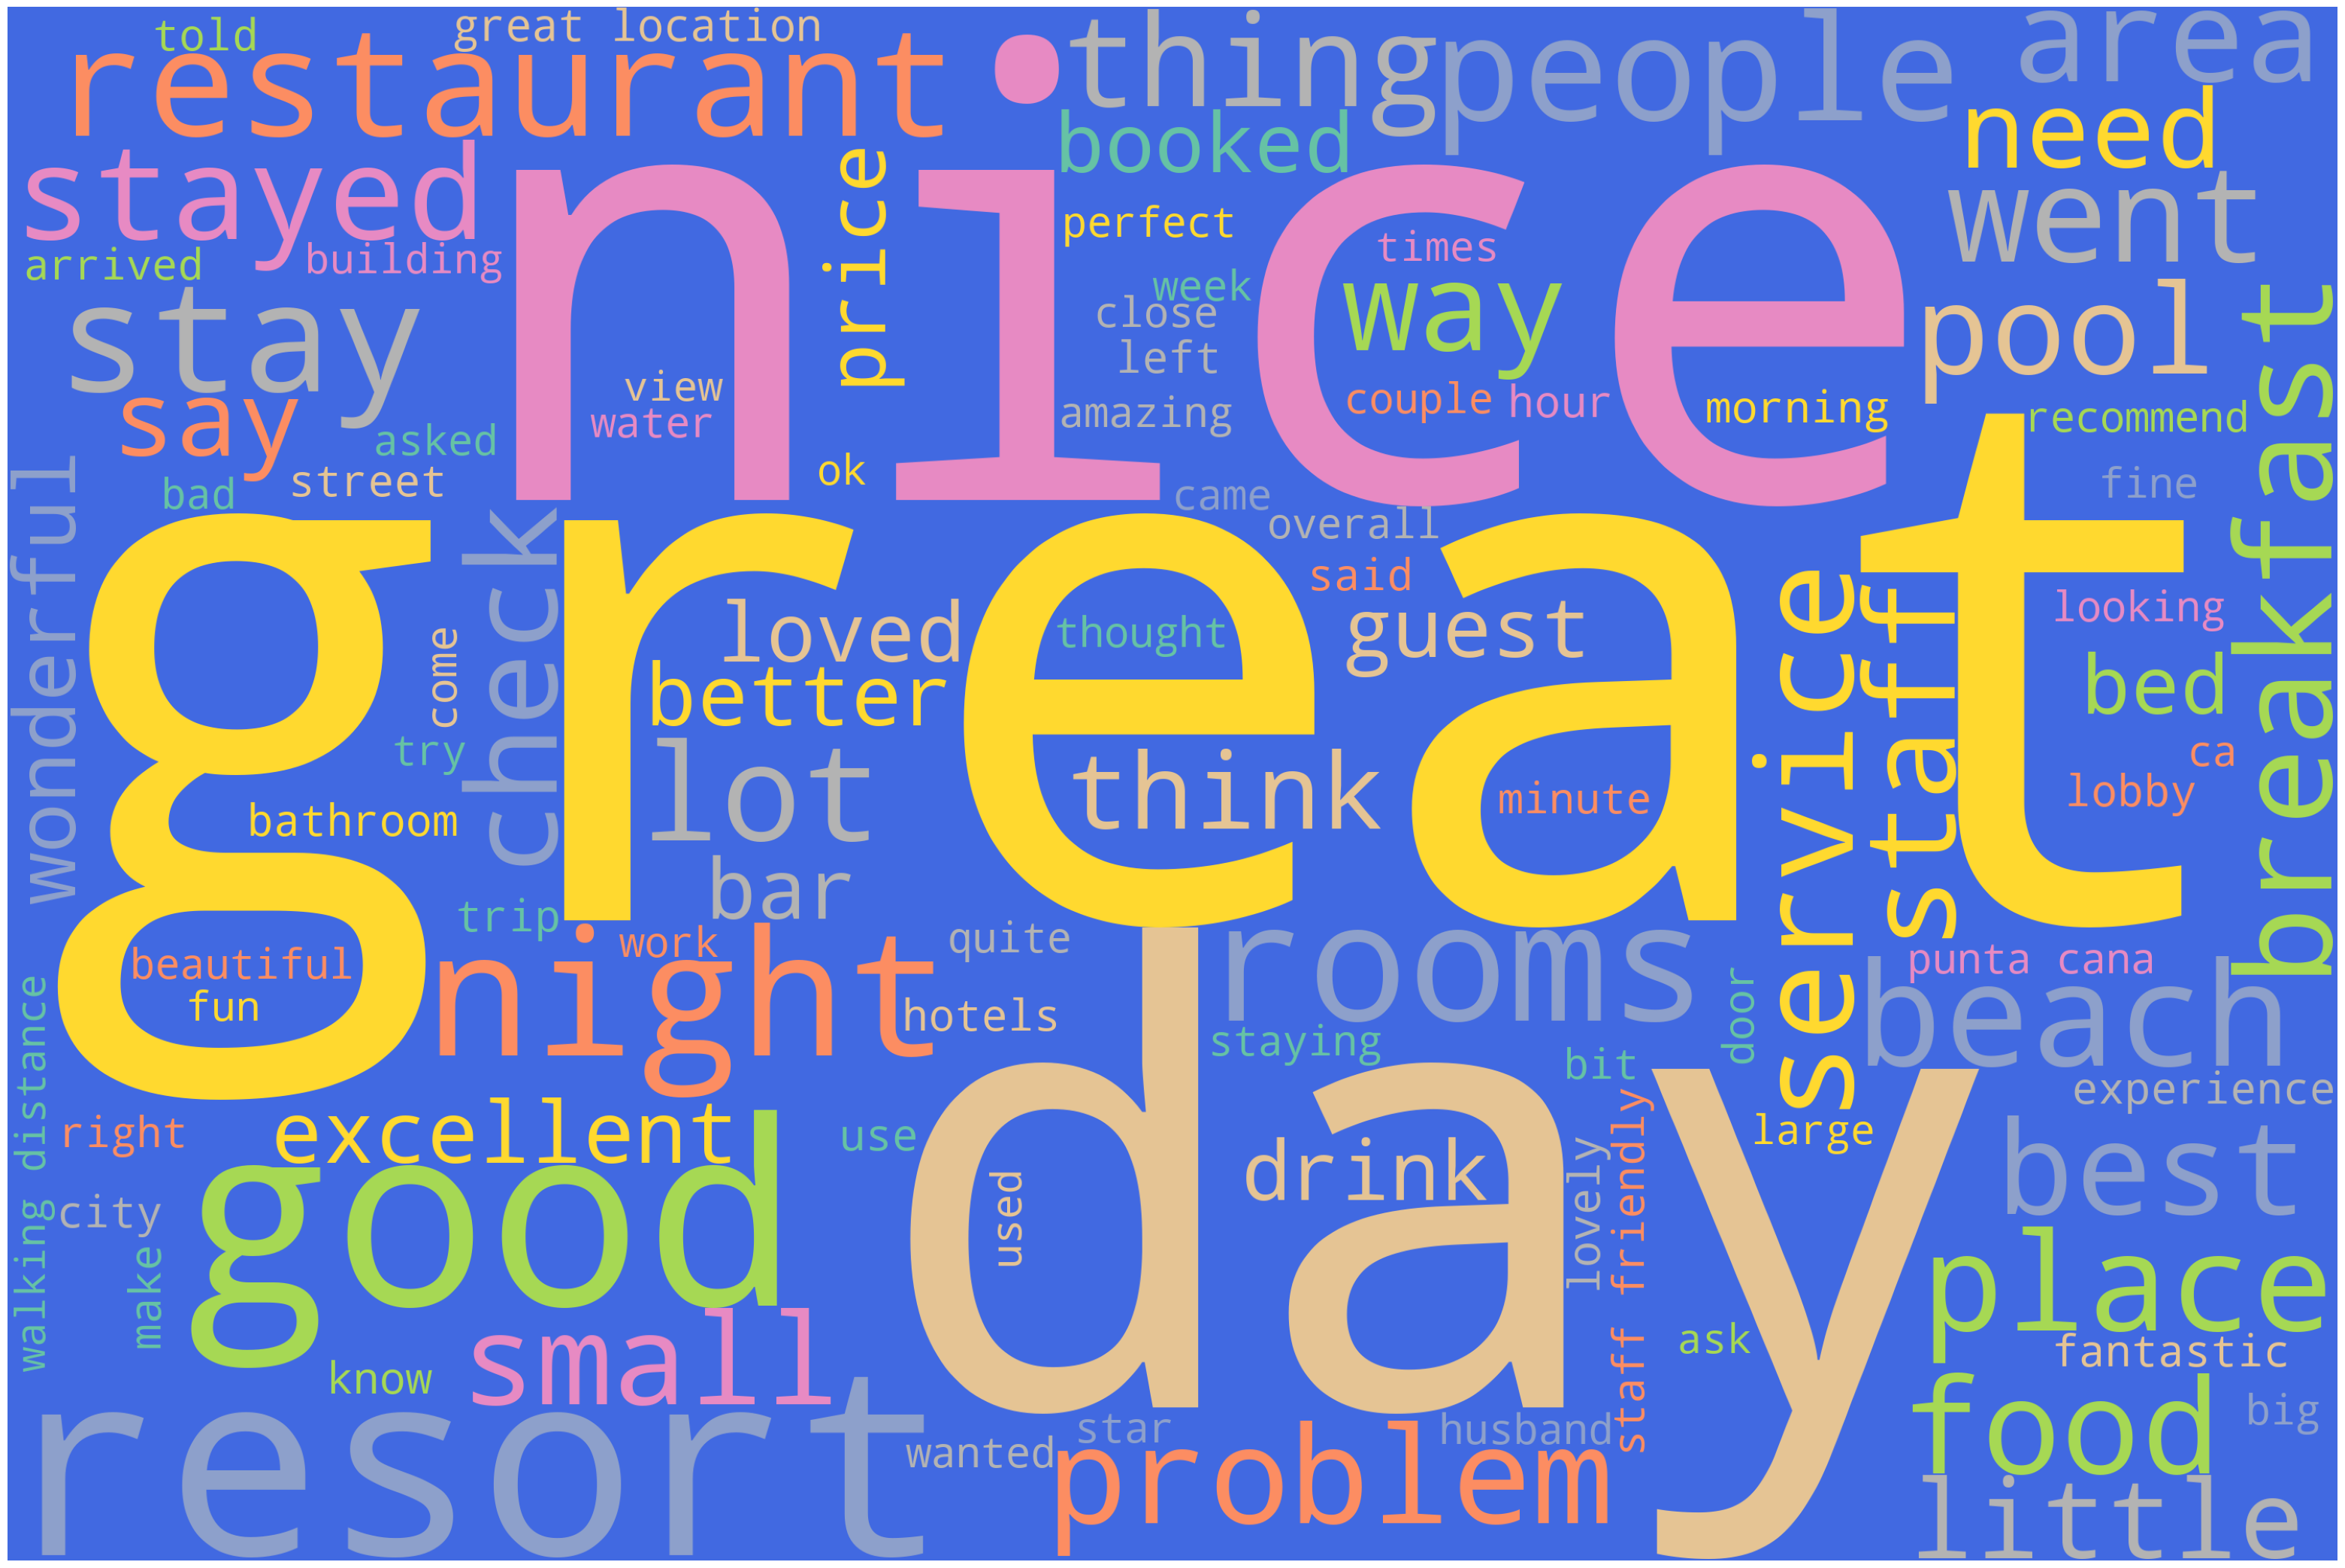 told
great location
restaurant
thing
people
area
booked
need
stayed
nice
price
went
perfect
times
arrived
building
week
way
pool
stay
close
left
breakfast
view
water
amazing
couple
hour
morning
recommend
say
asked
ok
street
bad
came
fine
wonderful
check
overall
great
said
service
staff
looking
loved
thought
guest
come
better
bed
try
lot
think
ca
minute
lobby
bathroom
bar
trip
work
quite
rooms
beautiful
night
punta cana
fun
hotels
door
beach
staying
bit
walking distance
experience
right
excellent
use
day
large
good
used
drink
lovely
staff friendly
best
city
make
place
small
ask
fantastic
know
resort
star
husband
food
big
wanted
problem
little